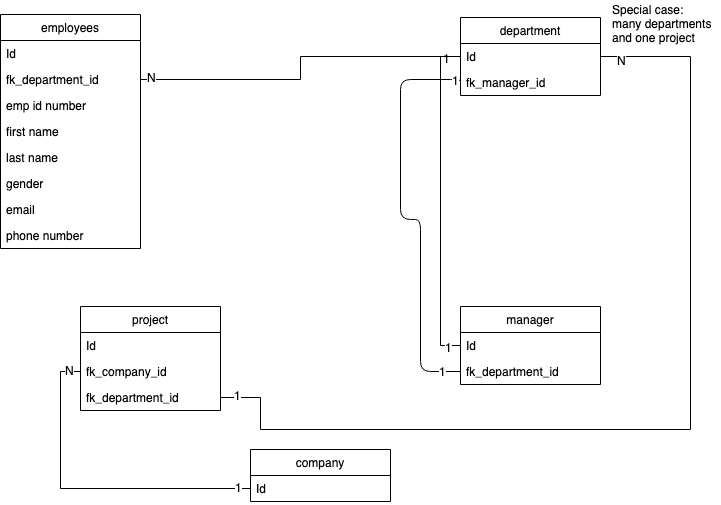 employees
Id
fk_department_id
emp id number
first name
last name
gender
email
phone number
N
department
Id
fk_manager_id
1
1
N
Special case:
many departments
and one project
project
Id
fk_company_id
fk_department_id
N
1
manager
Id
fk_department_id
1
1
company
Id
1